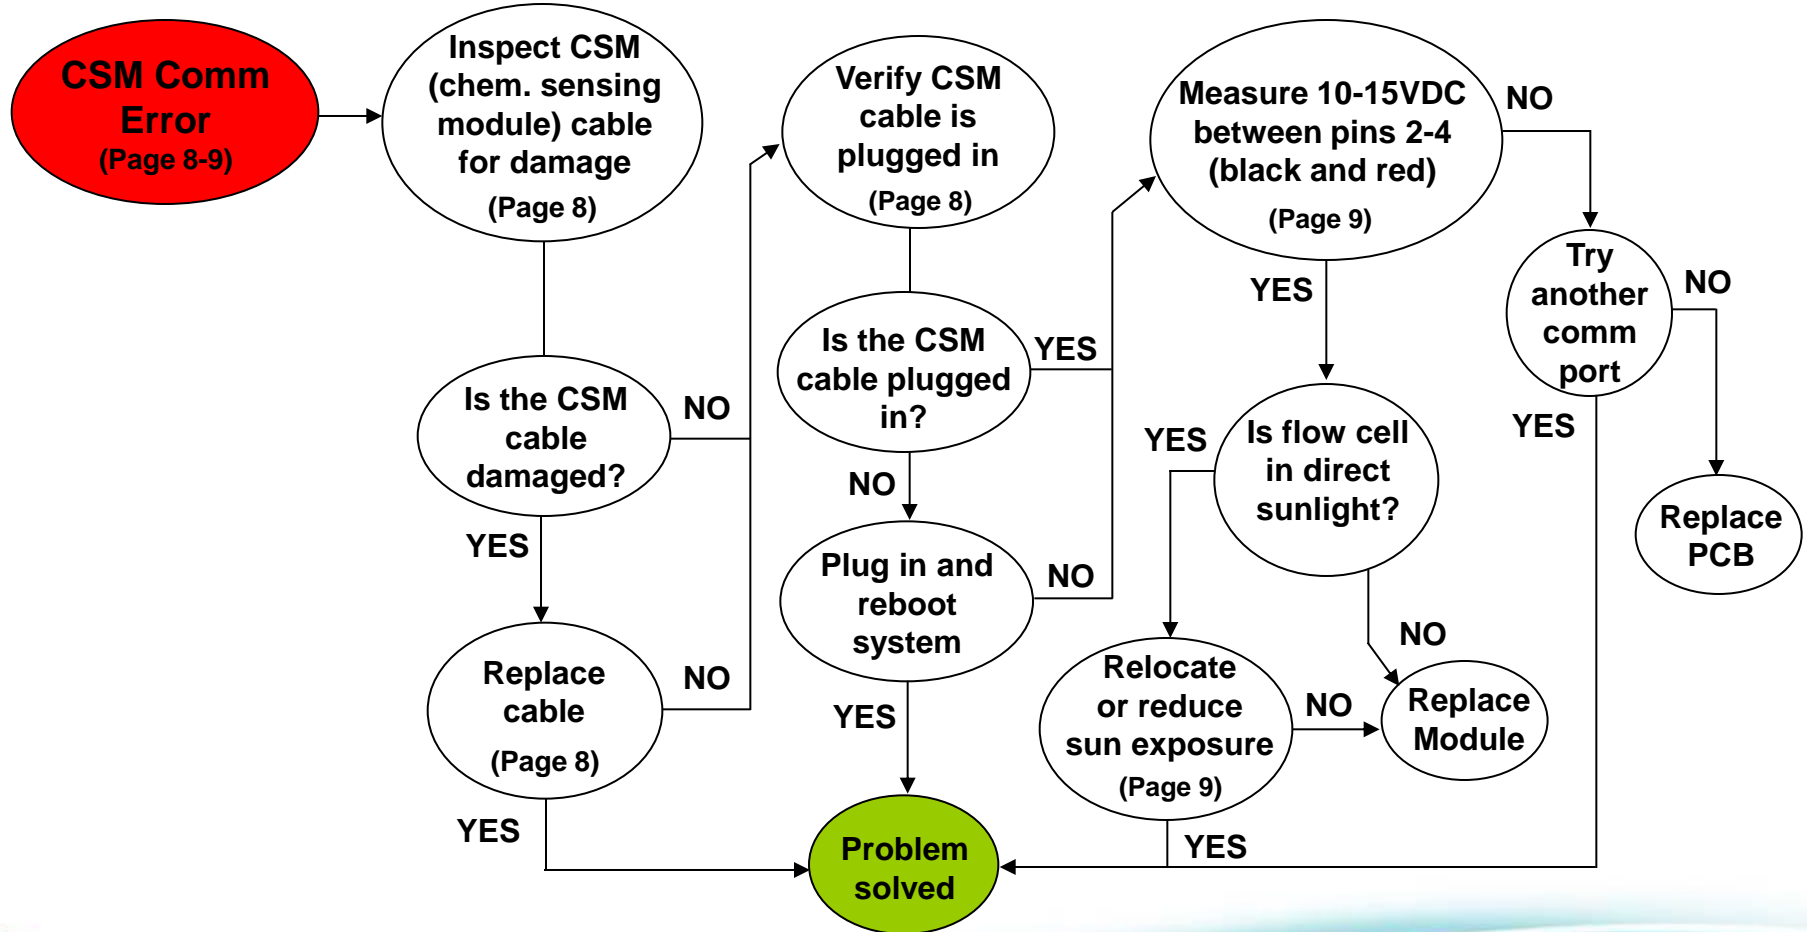 CSM Comm
Error
(Page 8-9)
Inspect CSM
(chem. sensing
module) cable
for damage
(Page 8)
Is the CSM
cable
damaged?
NO
YES
Replace
cable
(Page 8)
NO
YES
Verify CSM
cable is
plugged in
(Page 8)
Is the CSM
cable plugged
in?
YES
NO
Plug in and
reboot
system
NO
YES
Problem
solved
Measure 10-15VDC
between pins 2-4
(black and red)
(Page 9)
NO
YES
Is flow cell
in direct
sunlight?
YES
NO
Relocate
or reduce
sun exposure
(Page 9)
NO
YES
Replace
Module
Try
another
comm
port
NO
YES
Replace
PCB